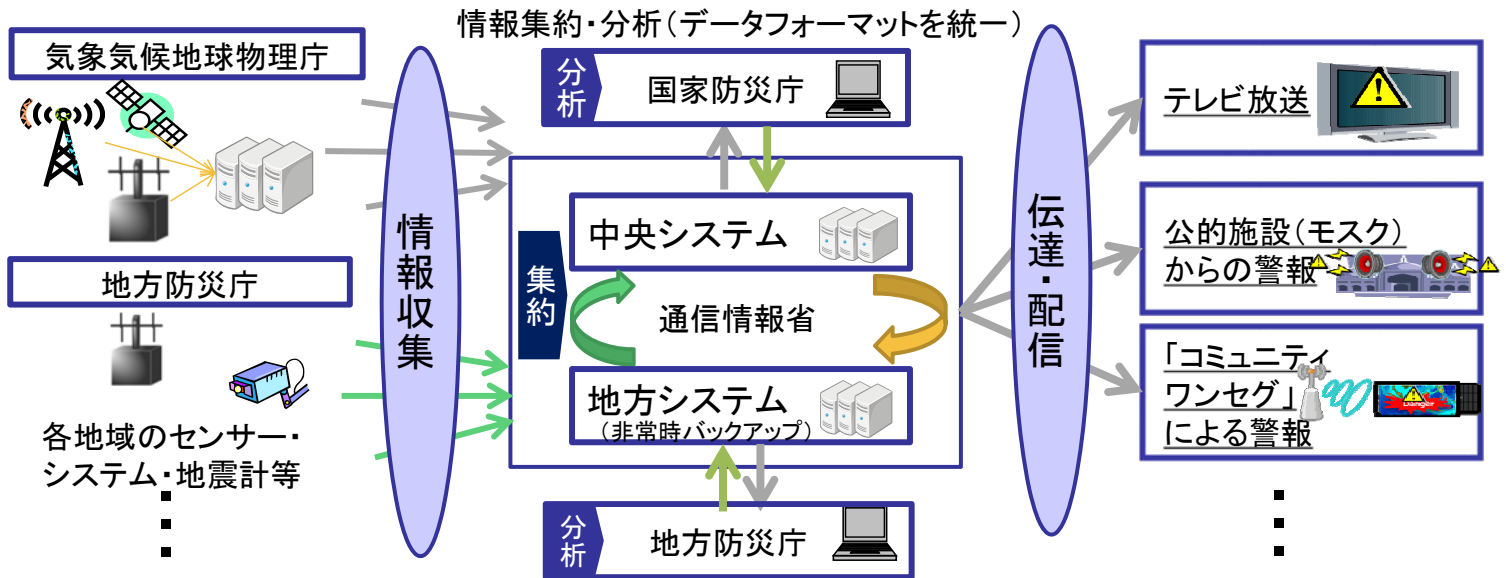 情報集約・分析(データフォーマットを統一)
気象気候地球物理庁
地方防災庁
各地域のセンサー・
システム・地震計等
情報収集
分析
国家防災庁
集約
中央システム
通信情報省
地方システム
(非常時バックアップ)
分析
地方防災庁
伝達・配信
テレビ放送
公的施設(モスク)
からの警報
「コミュニティ
ワンセグ」
による警報
Danger